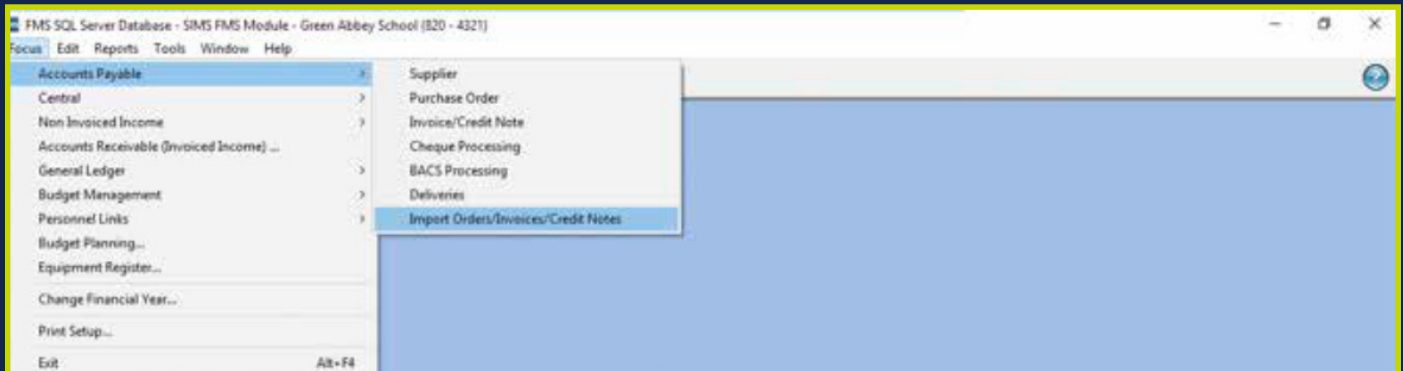 FMS SQL Server Database - SIMS FMS Module - Green Abbey School (820 - 4321)
Focus Edit Reports Tools Window Help
Accounts Payable
Central
Non Invoiced Income
Accounts Receivable (Invoiced Income) ...
General Ledger
Budget Management
Personnel Links
Budget Planning...
Equipment Register...
Change Financial Year...
Print Setup...
Exit Alt+F4
Supplier
Purchase Order
Invoice/Credit Note
Cheque Processing
BACS Processing
Deliveries
Import Orders/Invoices/Credit Notes